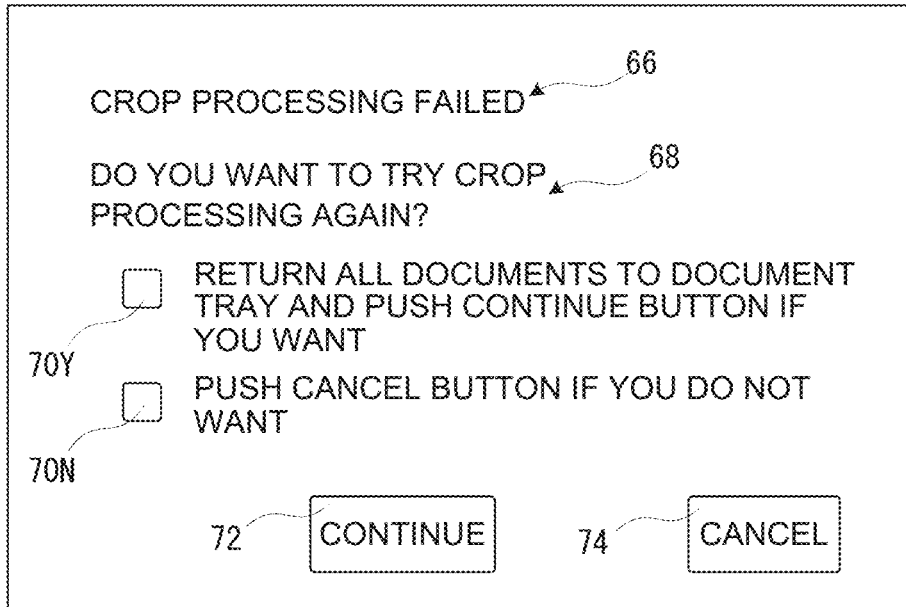 66
CROP PROCESSING FAILED
68
DO YOU WANT TO TRY CROP
PROCESSING AGAIN?
RETURN ALL DOCUMENTS TO DOCUMENT
TRAY AND PUSH CONTINUE BUTTON IF
YOU WANT
70Y
PUSH CANCEL BUTTON IF YOU DO NOT
WANT
70N
72
CONTINUE
74
CANCEL